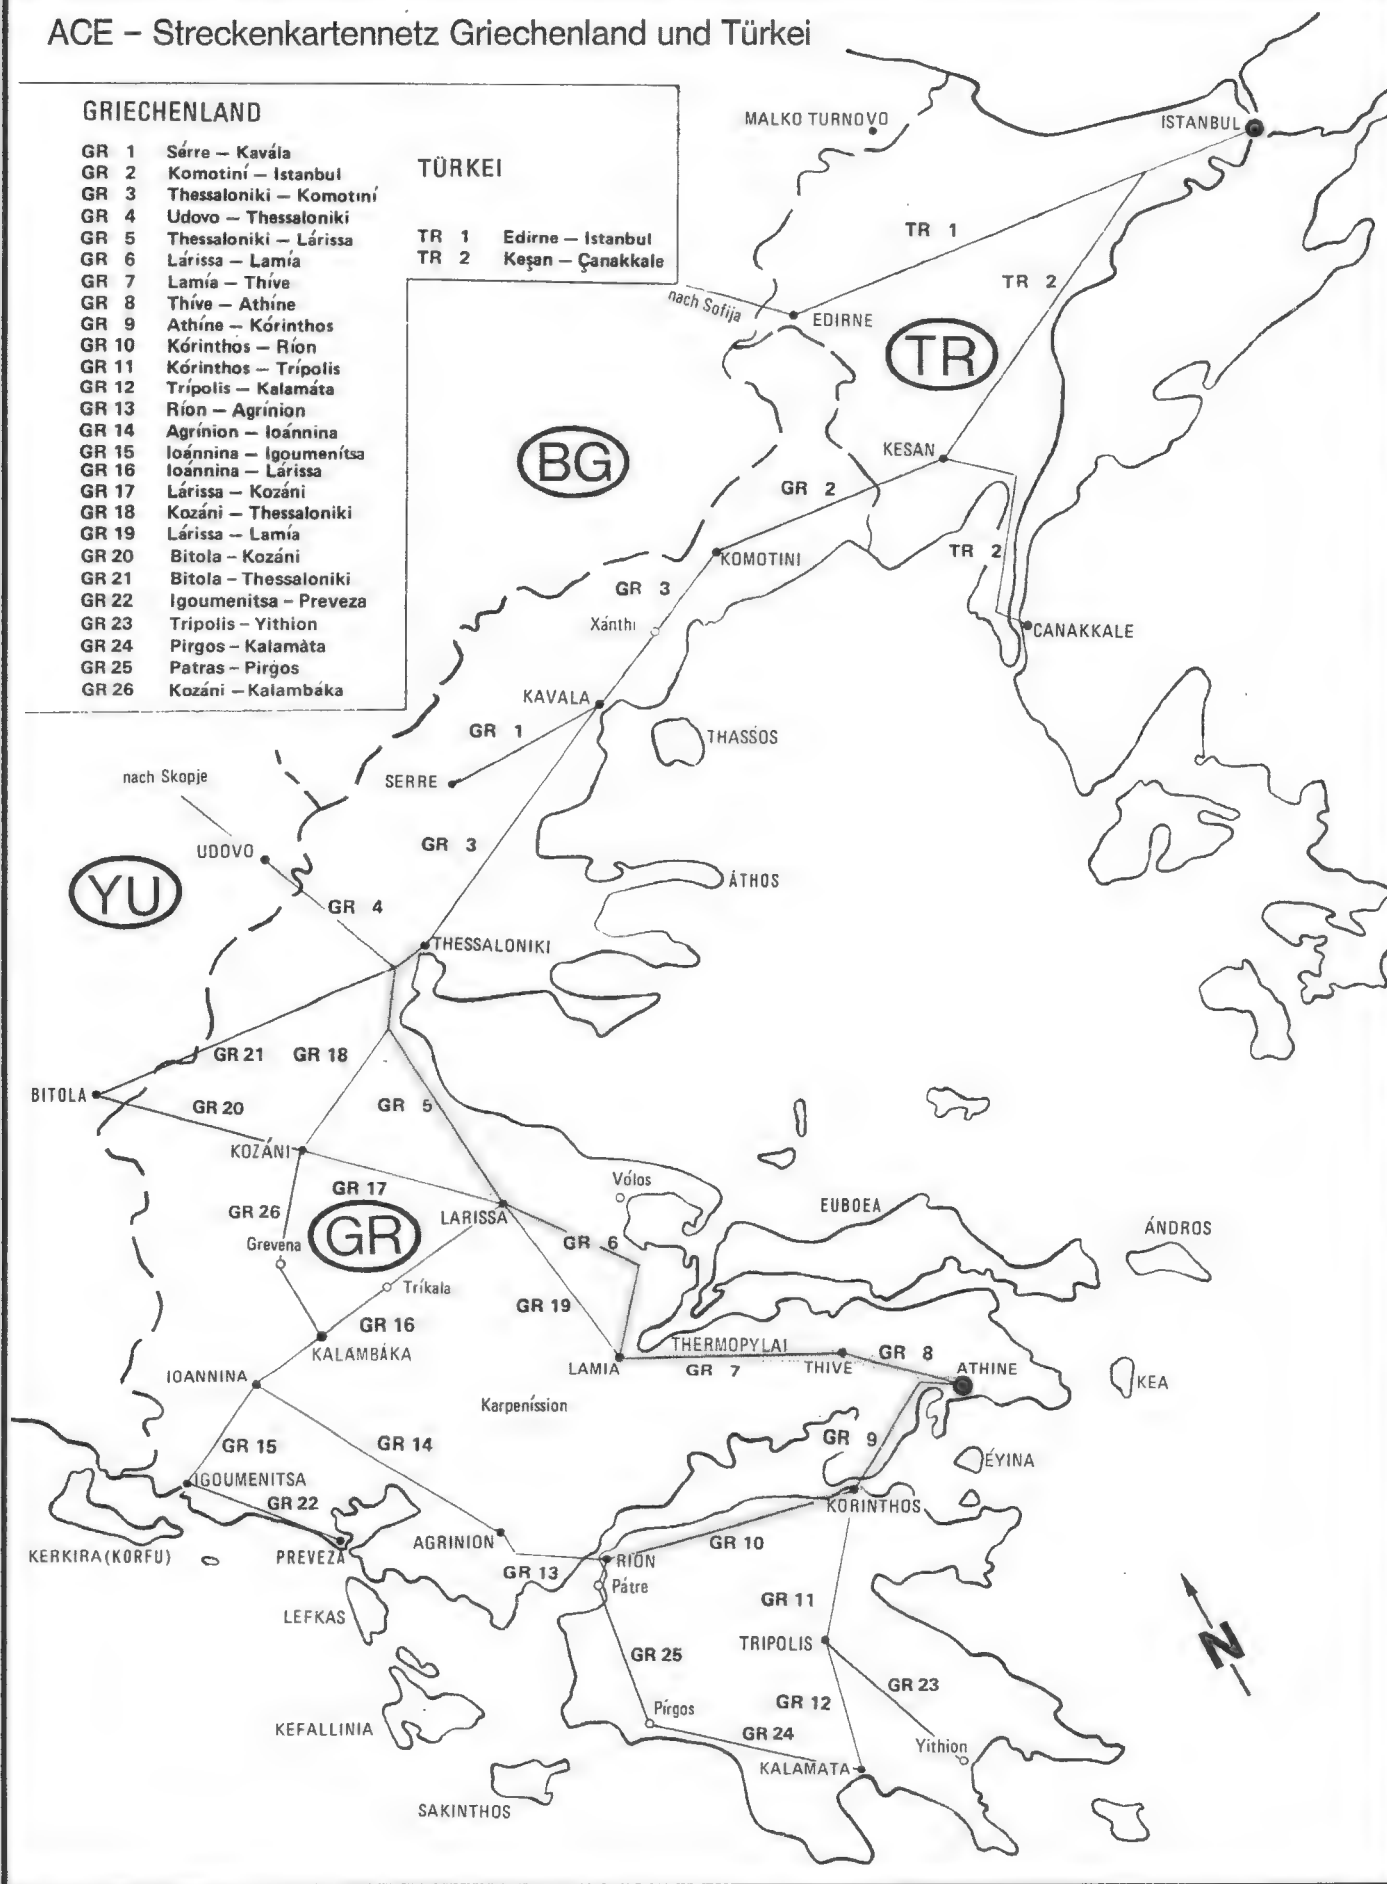 ACE – Streckenkartennetz Griechenland und Türkei
GRIECHENLAND
GR 1 Sérre – Kavála
GR 2 Komotiní – Istanbul
GR 3 Thessaloniki – Komotiní
GR 4 Udovo – Thessaloniki
GR 5 Thessaloniki – Lárissa
GR 6 Lárissa – Lamía
GR 7 Lamía – Thíve
GR 8 Thíve – Athíne
GR 9 Athíne – Kórinthos
GR 10 Kórinthos – Ríon
GR 11 Kórinthos – Trípolis
GR 12 Trípolis – Kalamáta
GR 13 Ríon – Agrínion
GR 14 Agrínion – Ioánnina
GR 15 Ioánnina – Igoumenítsa
GR 16 Ioánnina – Lárissa
GR 17 Lárissa – Kozáni
GR 18 Kozáni – Thessaloniki
GR 19 Lárissa – Lamía
GR 20 Bitola – Kozáni
GR 21 Bitola – Thessaloniki
GR 22 Igoumenitsa – Preveza
GR 23 Tripolis – Yithion
GR 24 Pirgos – Kalamàta
GR 25 Patras – Pirgos
GR 26 Kozáni – Kalambáka
TÜRKEI
TR 1 Edirne – Istanbul
TR 2 Keşan – Çanakkale
MALKO TURNOVO
ISTANBUL
TR 1
TR 2
nach Sofija
EDIRNE
TR
BG
KESAN
GR 2
TR 2
KOMOTINI
GR 3
Xánthi
CANAKKALE
KAVALA
GR 1
THASSOS
nach Skopje
SERRE
GR 3
UDOVO
YU
ÁTHOS
GR 4
THESSALONIKI
GR 21
GR 18
BITOLA
GR 20
GR 5
KOZÁNI
Vólos
GR 17
EUBOEA
GR 26
LARISSA
ÁNDROS
GR
Grevena
GR 6
Tríkala
GR 19
GR 16
KALAMBÁKA
THERMOPYLAI
GR 8
LAMIA
GR 7
THIVE
ATHINE
IOANNINA
KEA
Karpeníssion
GR 15
GR 14
GR 9
ÉYINA
IGOUMENITSA
GR 22
KORINTHOS
KERKIRA (KORFU)
PREVEZA
AGRINION
GR 10
GR 13
RION
Pátre
LEFKAS
GR 11
TRIPOLIS
GR 25
GR 23
N
GR 12
Pírgos
KEFALLINIA
GR 24
Yithion
KALAMATA
SAKINTHOS